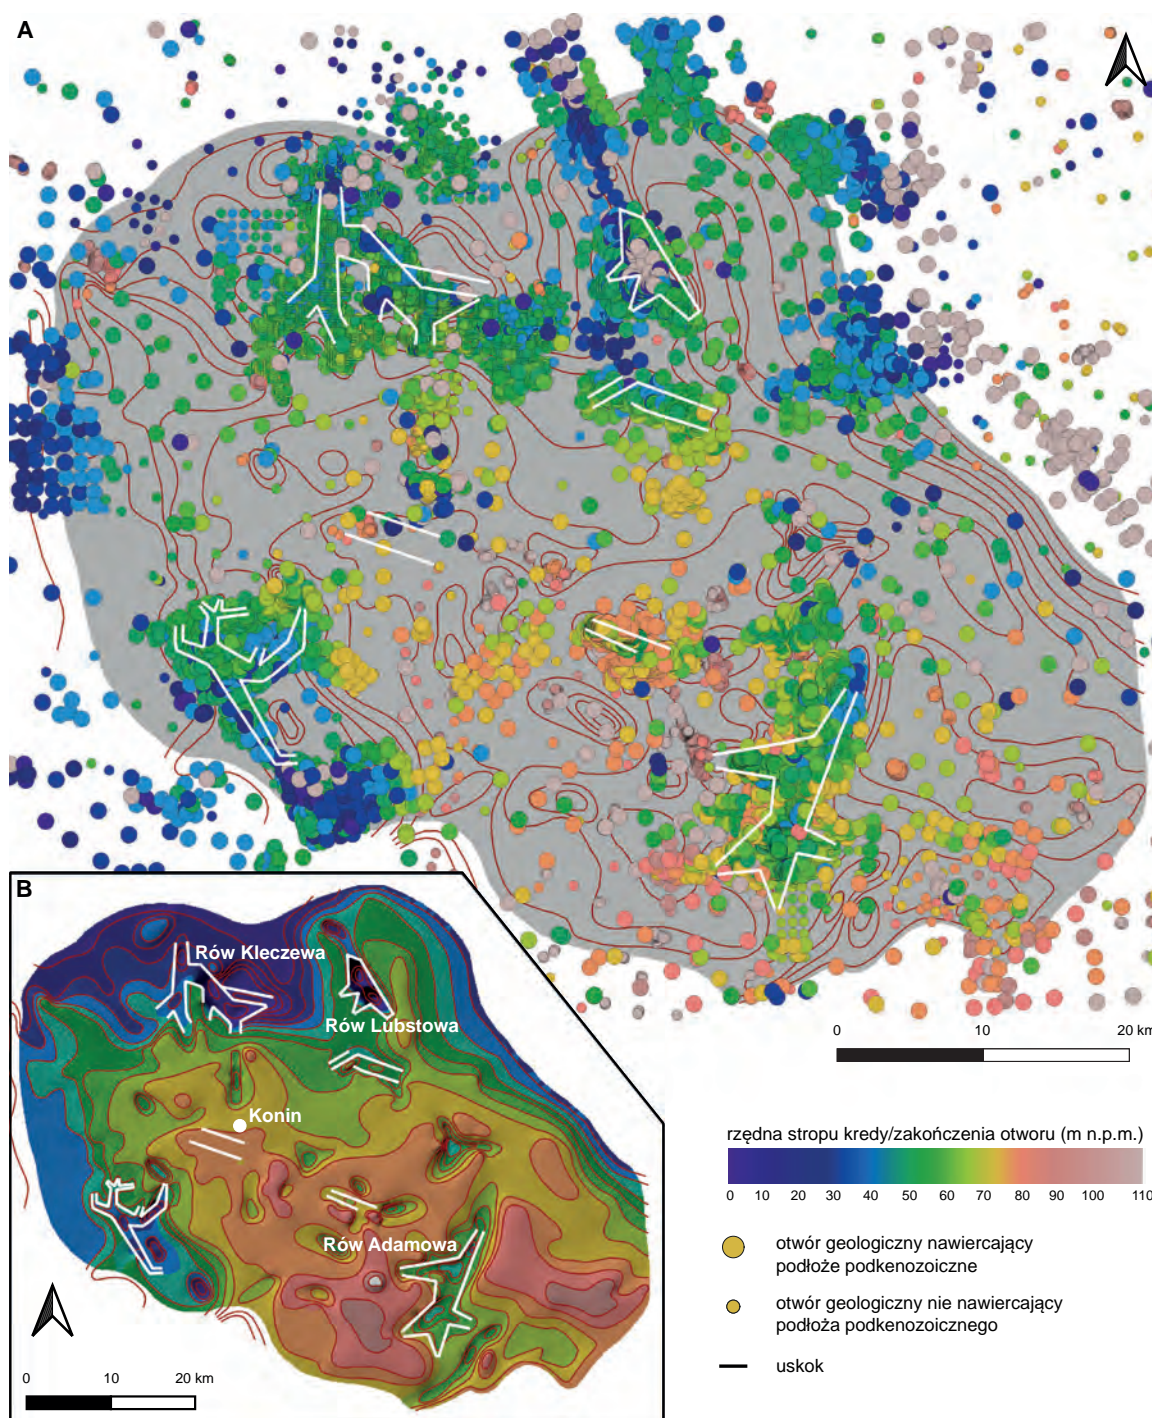 A
0 10 20 km
B
Rów Kleczewa
Rów Lubstowa
Konin
Rów Adamowa
0 10 20 km
rzędna stropu kredy/zakończenia otworu (m n.p.m.)
0 10 20 30 40 50 60 70 80 90 100 110
otwór geologiczny nawiercający
podłoże podkenozoiczne
otwór geologiczny nie nawiercający
podłoża podkenozoicznego
uskok